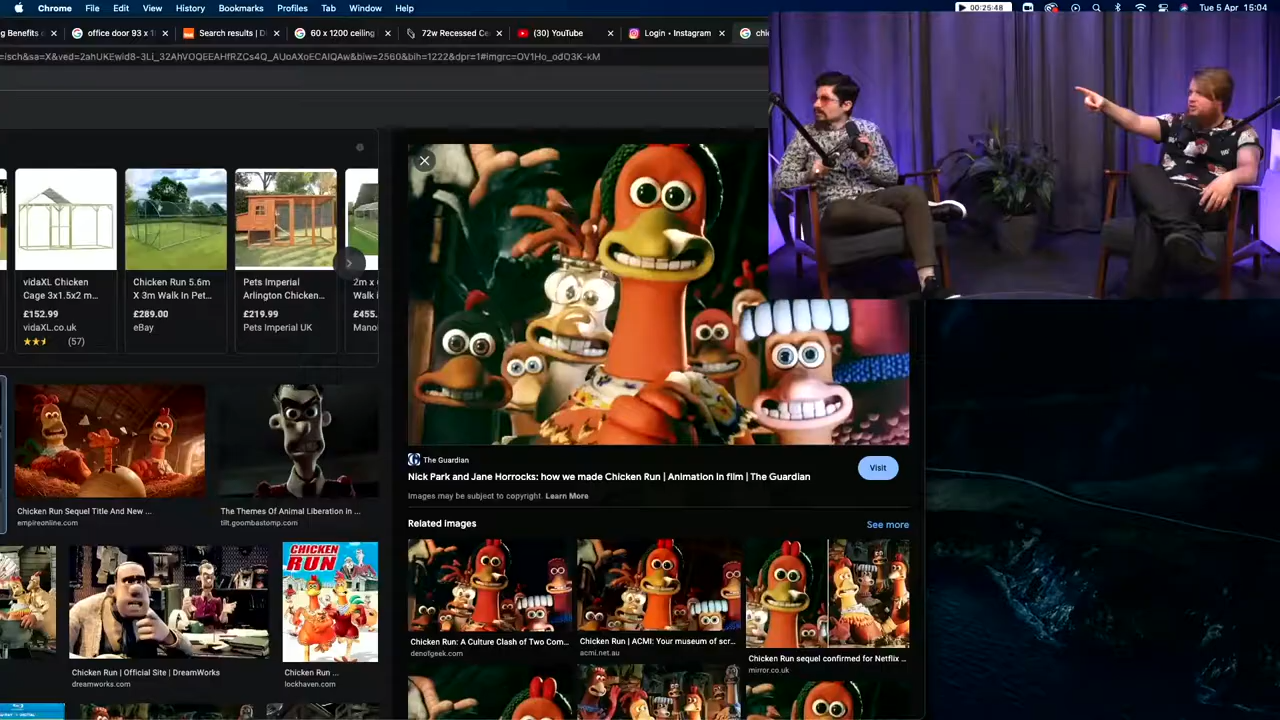 Chrome File Edit View History Bookmarks Profiles Tab Window Help
00:25:48
Tue 5 Apr 15:04
ng Benefits e
office door 93 x 1
Search results | D
60 x 1200 ceiling
72w Recessed Ce
(30) YouTube
Login • Instagram
chic
=isch&sa=X&ved=2ahUKEwid8-3Li_32AhVOQEEAHfRZCs4Q_AUoAXoECAIQAw&biw=2560&bih=1222&dpr=1#imgrc=OV1Ho_odQ3K-kM
vidaXL Chicken
Cage 3x1.5x2 m...
£152.99
vidaXL.co.uk
(57)
Chicken Run 5.6m
X 3m Walk In Pet...
£289.00
eBay
Pets Imperial
Arlington Chicken...
£219.99
Pets Imperial UK
2m x
Walk i
£455.
Mano
The Guardian
Nick Park and Jane Horrocks: how we made Chicken Run | Animation in film | The Guardian
Visit
Images may be subject to copyright. Learn More
Related images
See more
Chicken Run Sequel Title And New ...
empireonline.com
The Themes Of Animal Liberation in ...
tilt.goombastomp.com
CHICKEN
RUN
Chicken Run | Official Site | DreamWorks
dreamworks.com
Chicken Run ...
lockhaven.com
Chicken Run: A Culture Clash of Two Com...
denofgeek.com
Chicken Run | ACMI: Your museum of scr...
acmi.net.au
Chicken Run sequel confirmed for Netflix ...
mirror.co.uk